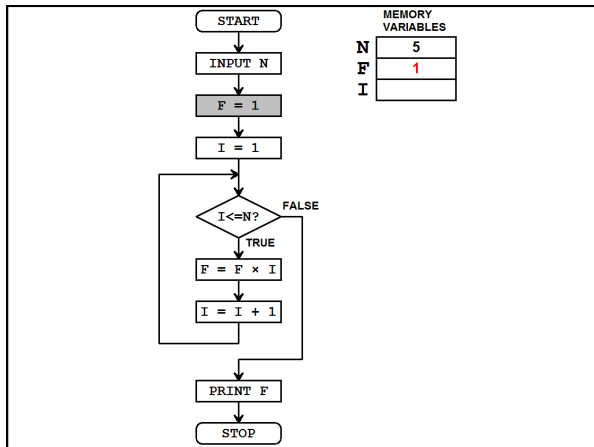 START
INPUT N
F = 1
I = 1
I<=N?
FALSE
TRUE
F = F × I
I = I + 1
PRINT F
STOP
MEMORY
VARIABLES
N 5
F 1
I